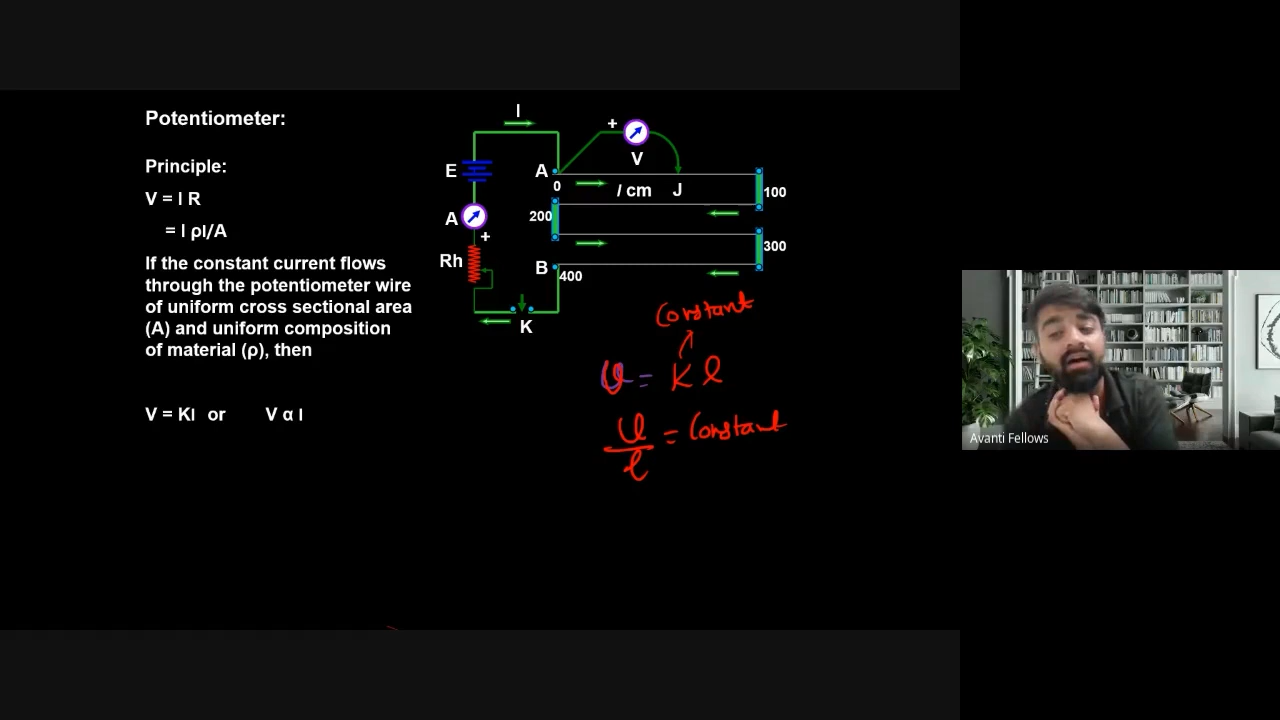 Potentiometer:
Principle:
V = I R
= I ρl/A
If the constant current flows
through the potentiometer wire
of uniform cross sectional area
(A) and uniform composition
of material (ρ), then
V = Kl or V α l
I
+
V
E
A
0
l cm
J
100
A
+
200
Rh
300
B
400
K
Constant
V = K l
V/l = Constant
Avanti Fellows